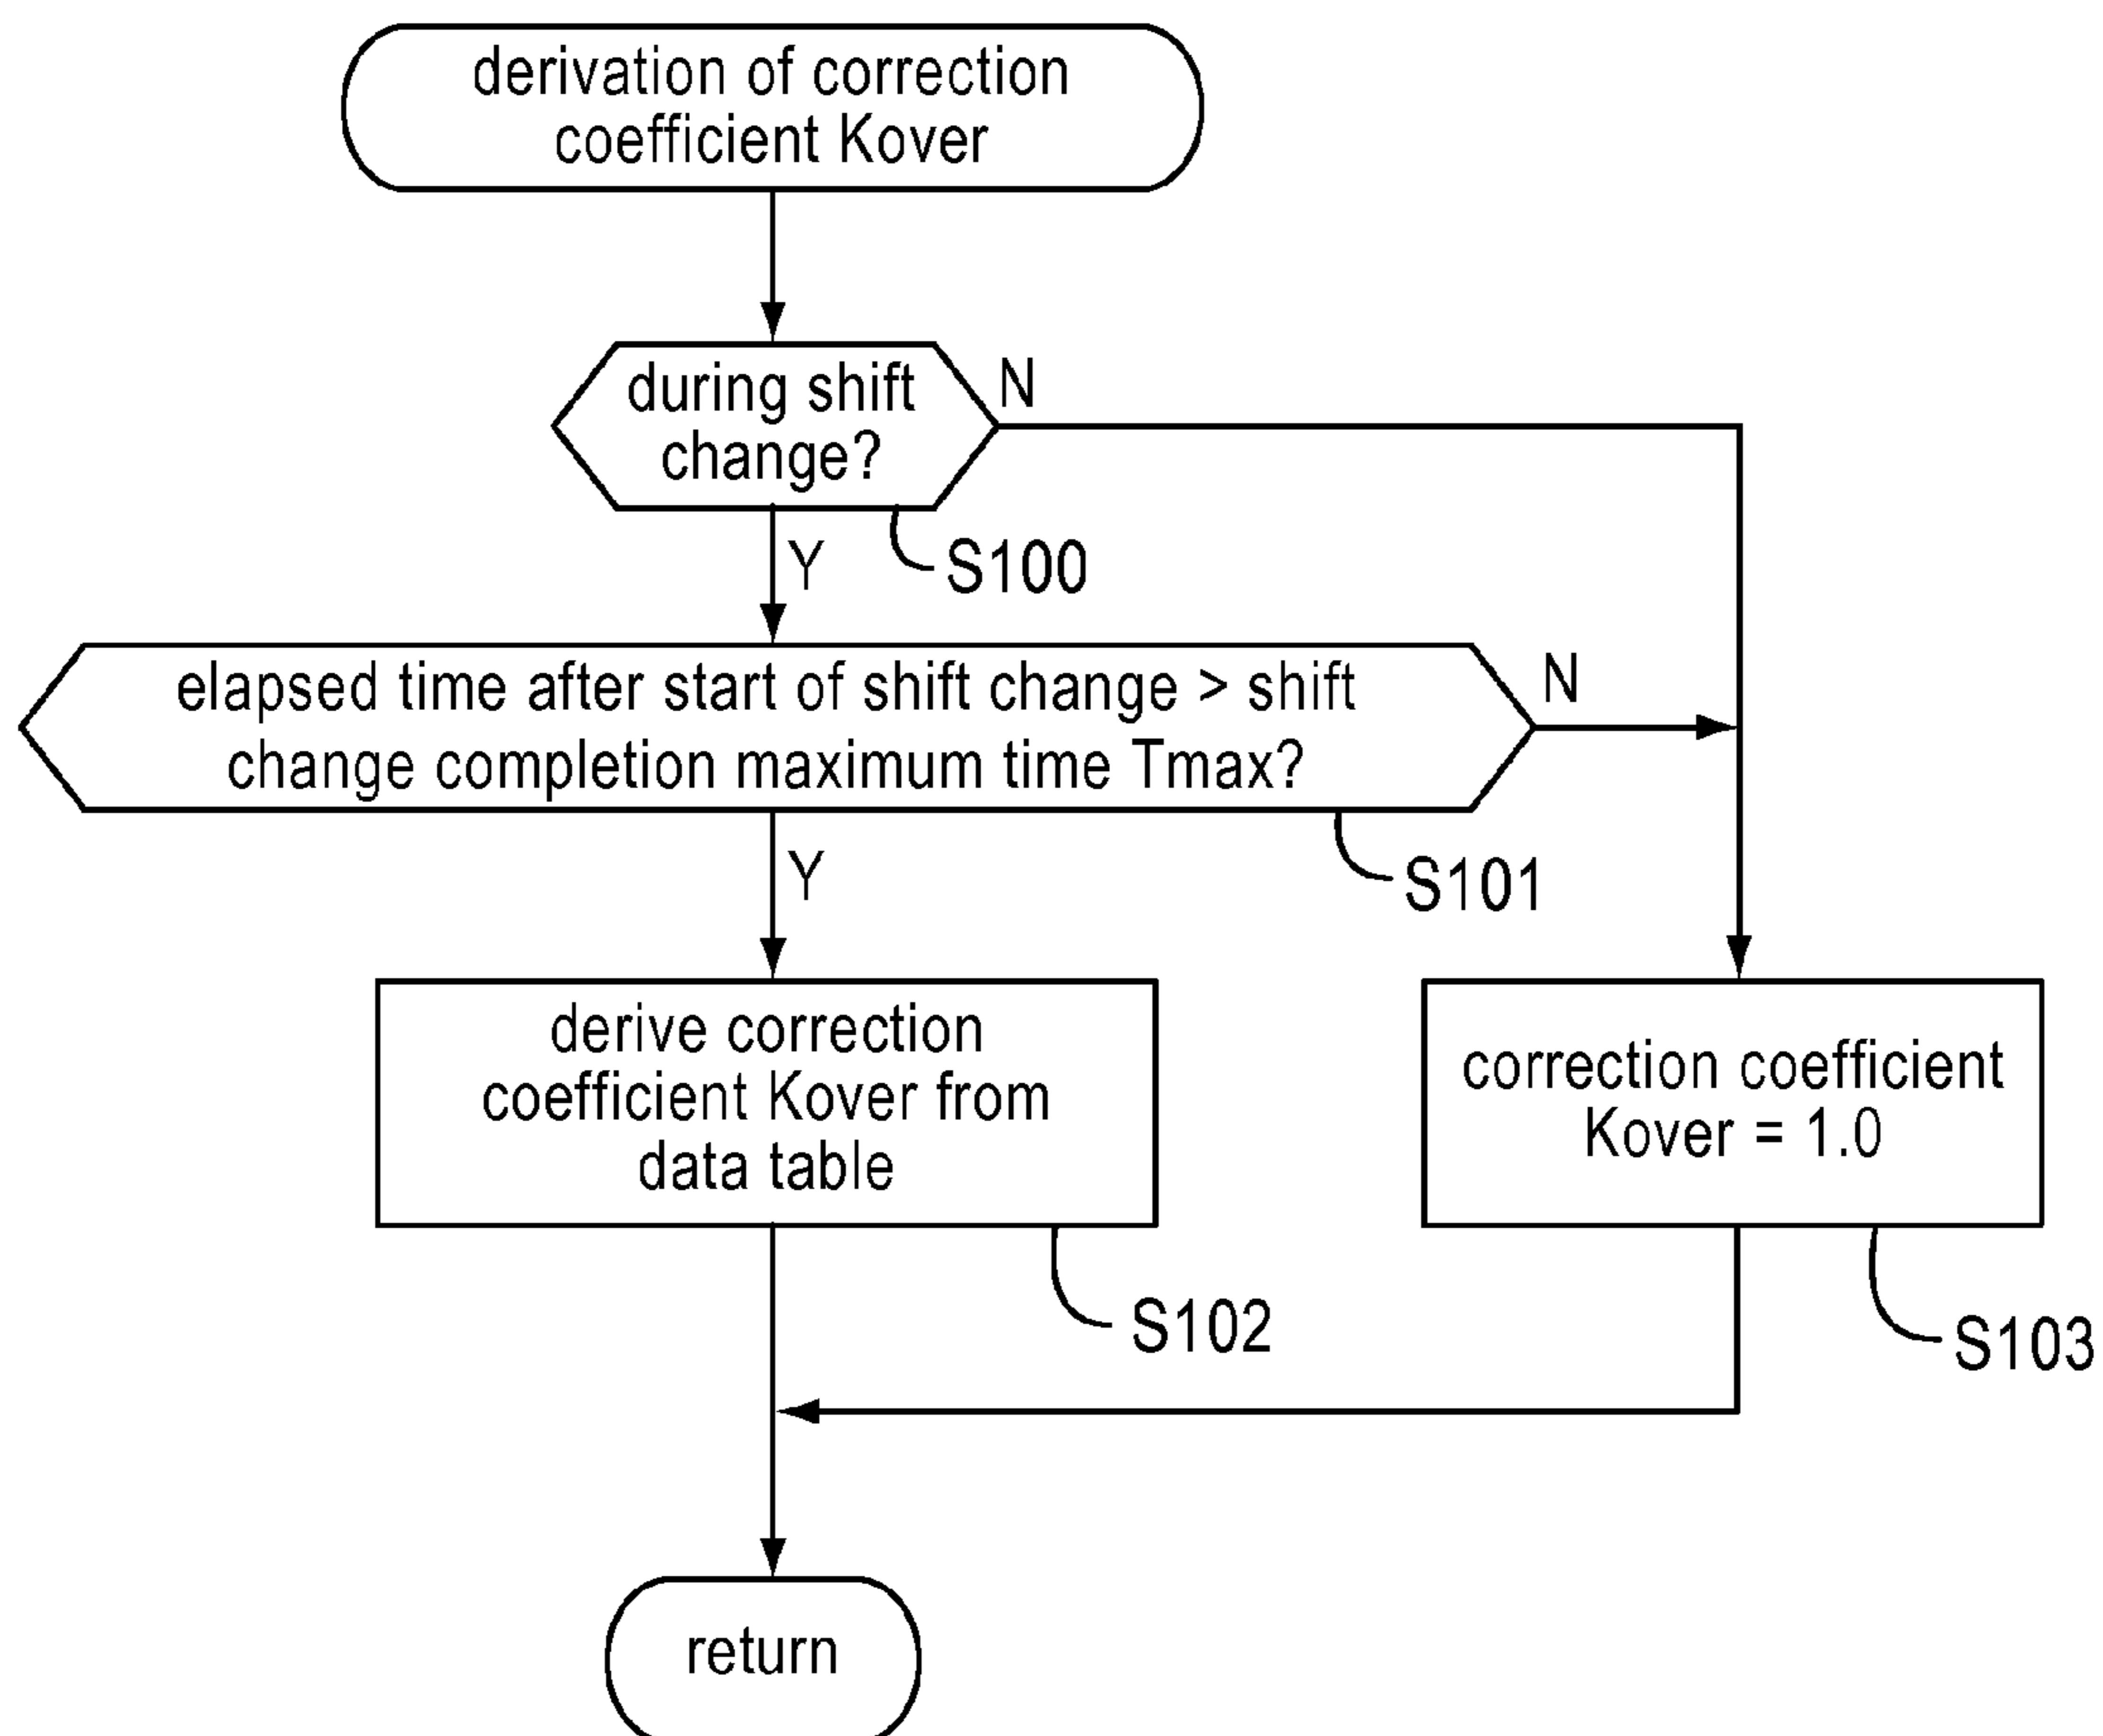 derivation of correction
coefficient Kover
during shift
change?
N
Y
S100
elapsed time after start of shift change > shift
change completion maximum time Tmax?
N
Y
S101
derive correction
coefficient Kover from
data table
S102
correction coefficient
Kover = 1.0
S103
return